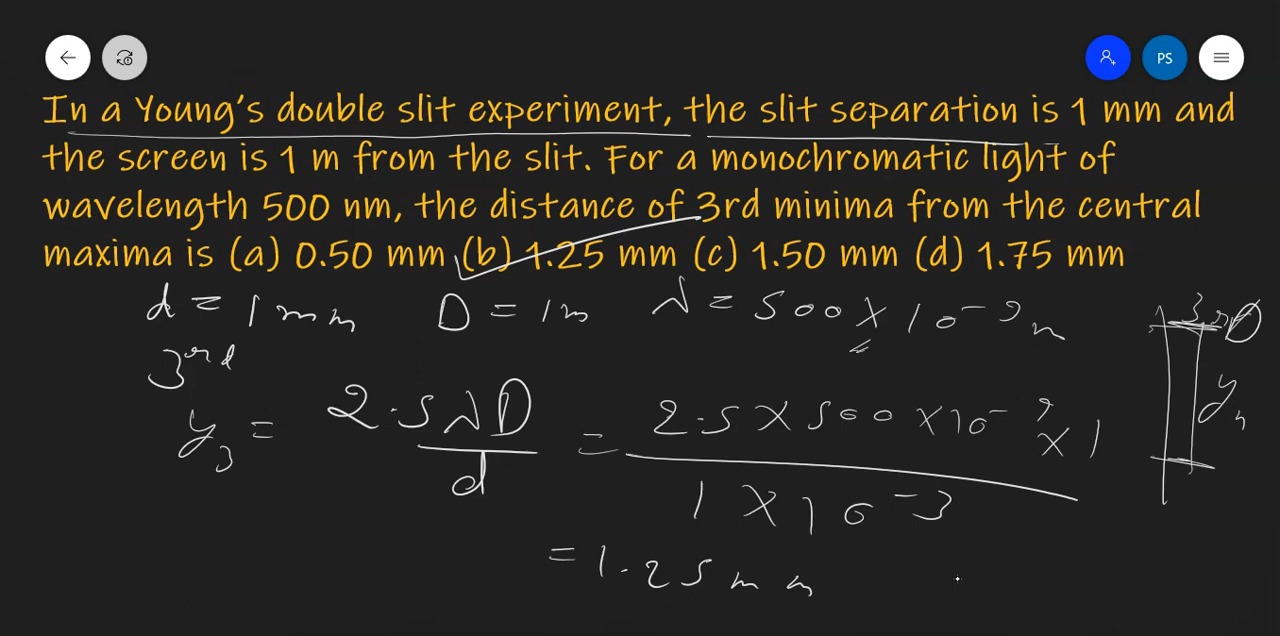 PS
In a Young's double slit experiment, the slit separation is 1 mm and
the screen is 1 m from the slit. For a monochromatic light of
wavelength 500 nm, the distance of 3rd minima from the central
maxima is (a) 0.50 mm (b) 1.25 mm (c) 1.50 mm (d) 1.75 mm
d = 1 mm D = 1m λ = 500 × 10⁻⁹ m
3rd
3rd
y₃ = 2.5λD / d = 2.5 × 500 × 10⁻⁹ × 1 / 1 × 10⁻³
= 1.25 mm